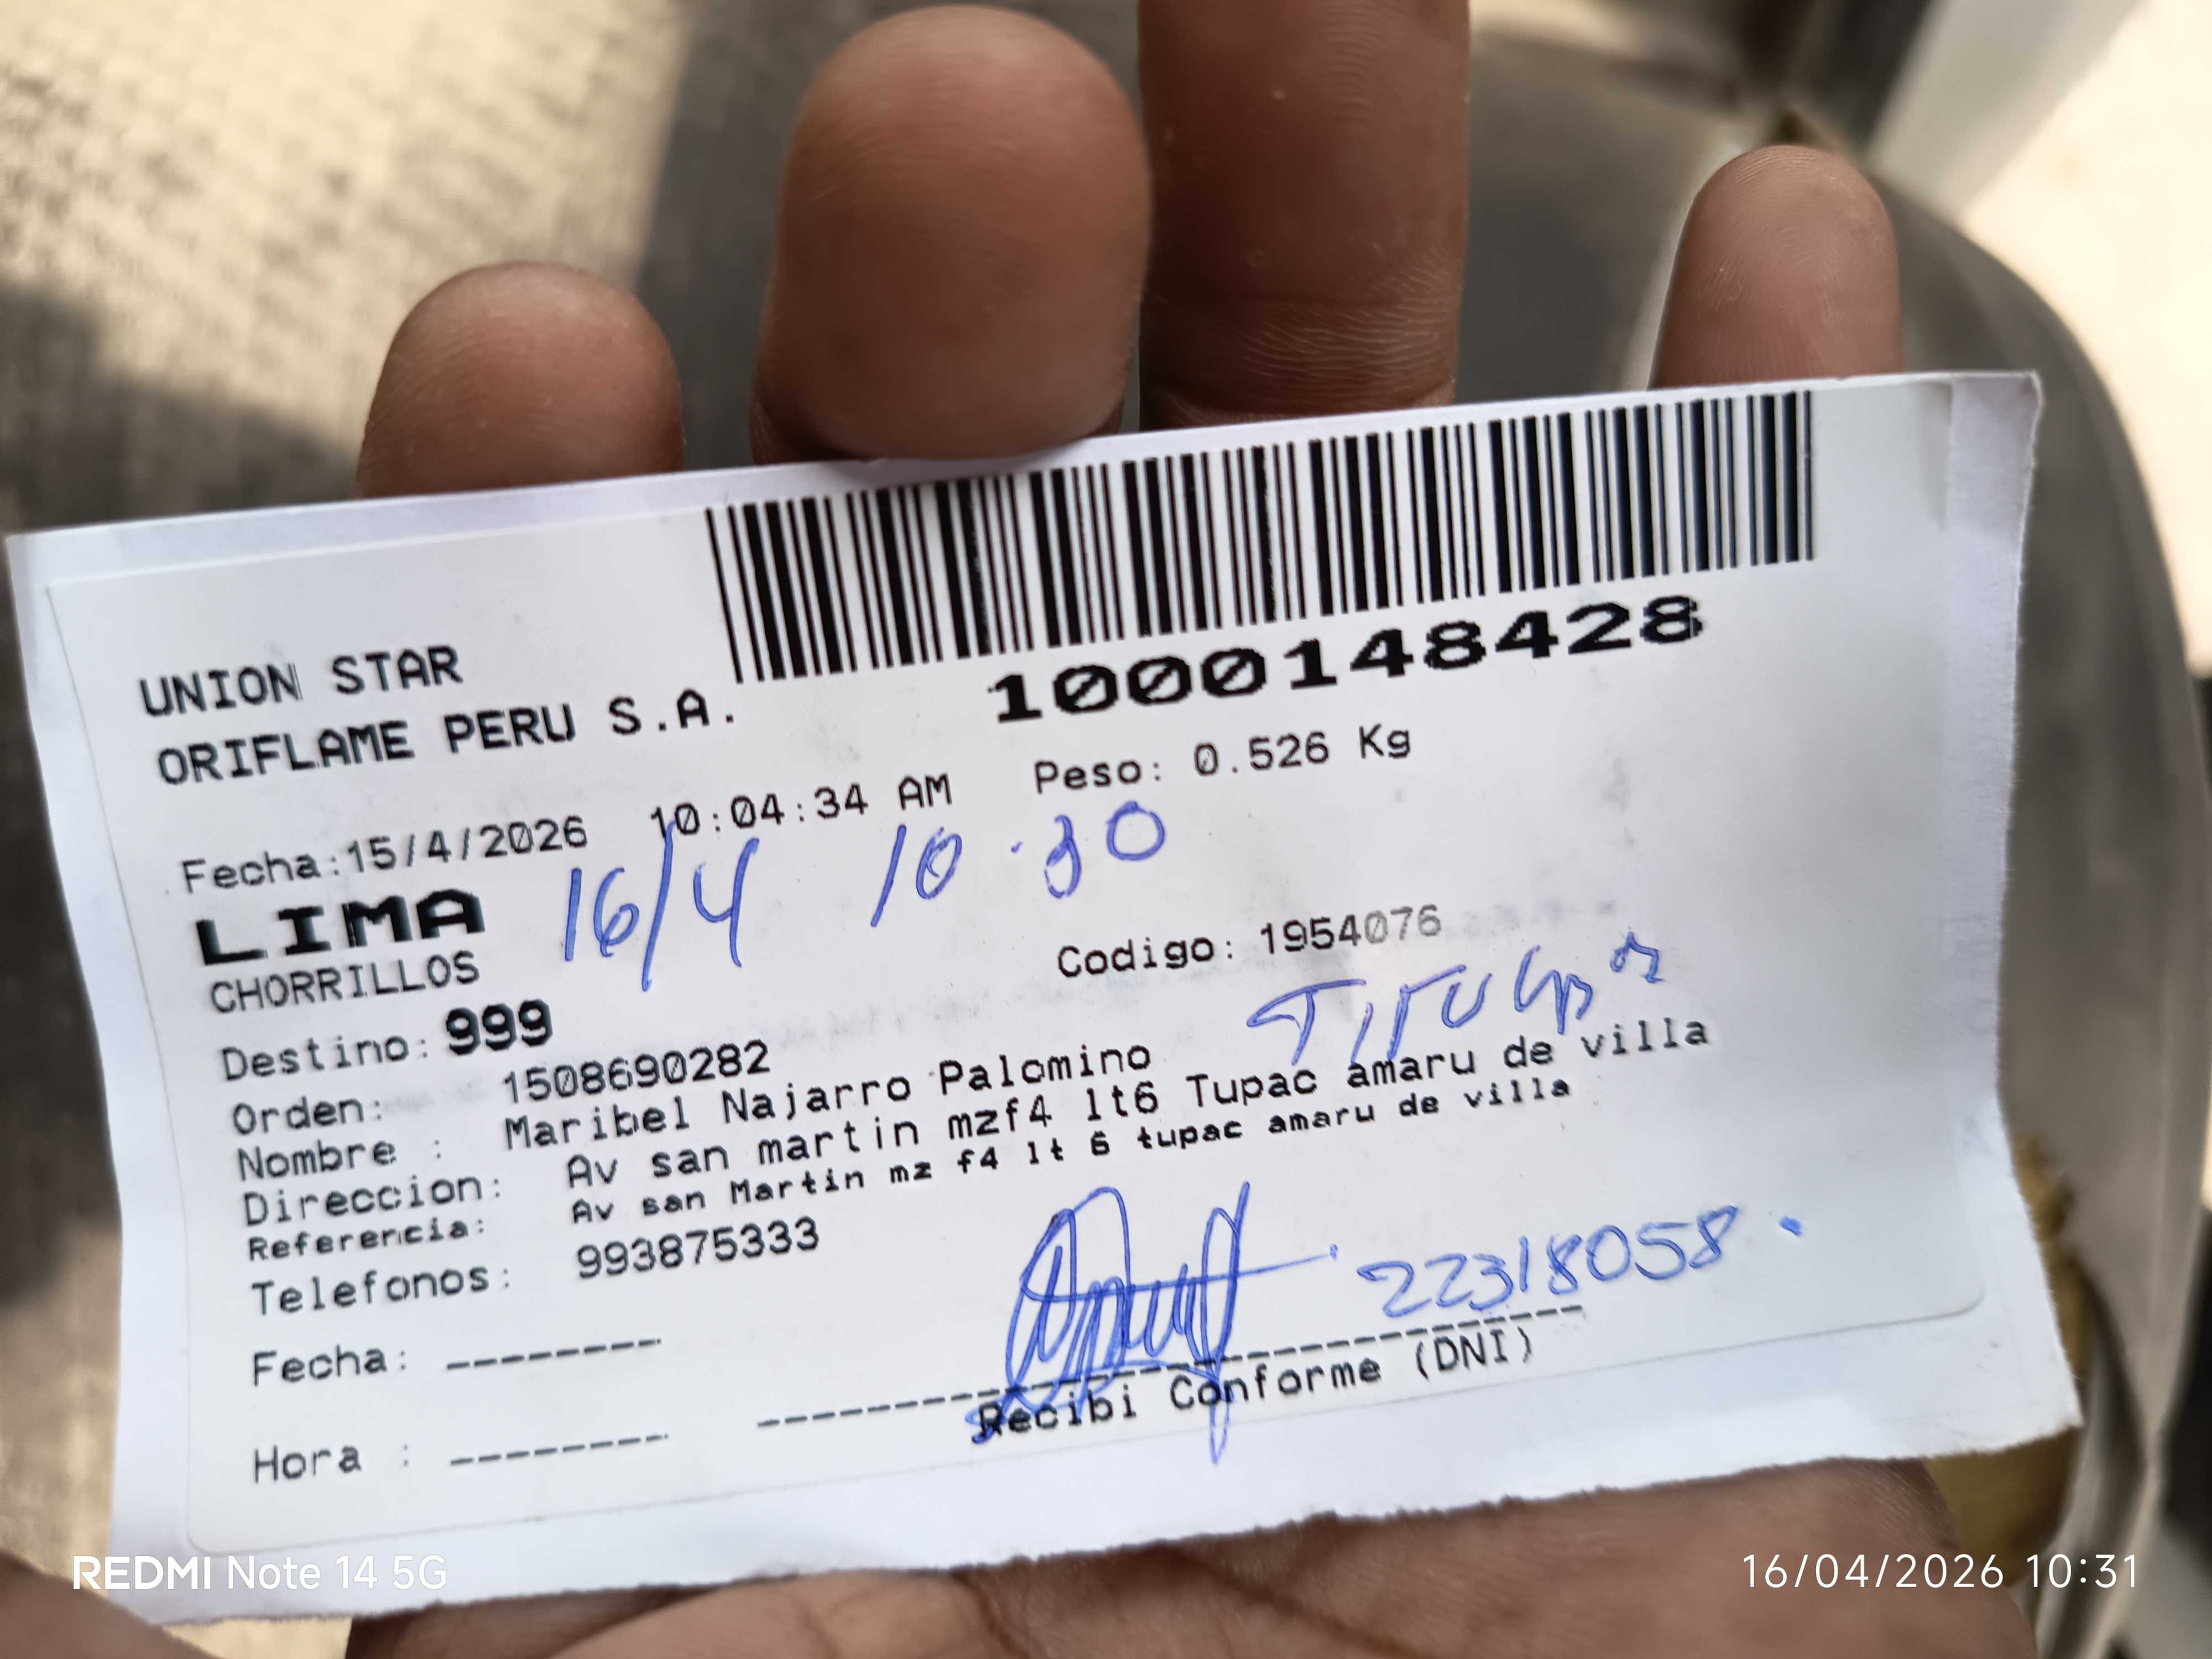 1000148428
UNION STAR
ORIFLAME PERU S.A.
Fecha:15/4/2026 10:04:34 AM Peso: 0.526 Kg
LIMA 16/4 10:30
CHORRILLOS
Codigo: 1954076
Destino: 999 TITULAR
Orden: 1508690282
Nombre : Maribel Najarro Palomino
Direccion: Av san martin mzf4 lt6 Tupac amaru de villa
Referencia: Av san Martin mz f4 lt 6 tupac amaru de villa
Telefonos: 993875333
22318058.
Fecha: --------
Recibi Conforme (DNI)
Hora : --------
REDMI Note 14 5G
16/04/2026 10:31